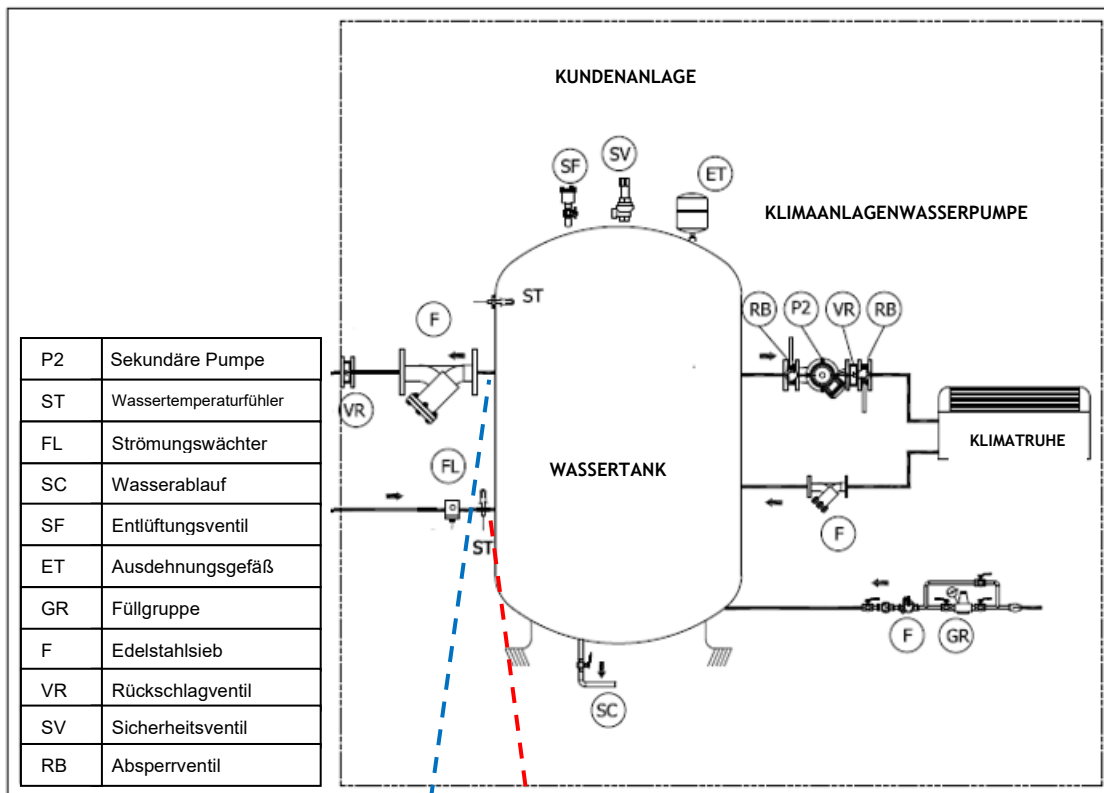 KUNDENANLAGE
SF
SV
ET
KLIMAANLAGENWASSERPUMPE
ST
F
RB
P2
VR
RB
VR
KLIMATRUHE
FL
WASSERTANK
ST
F
F
GR
SC
P2 Sekundäre Pumpe
ST Wassertemperaturfühler
FL Strömungswächter
SC Wasserablauf
SF Entlüftungsventil
ET Ausdehnungsgefäß
GR Füllgruppe
F Edelstahlsieb
VR Rückschlagventil
SV Sicherheitsventil
RB Absperrventil